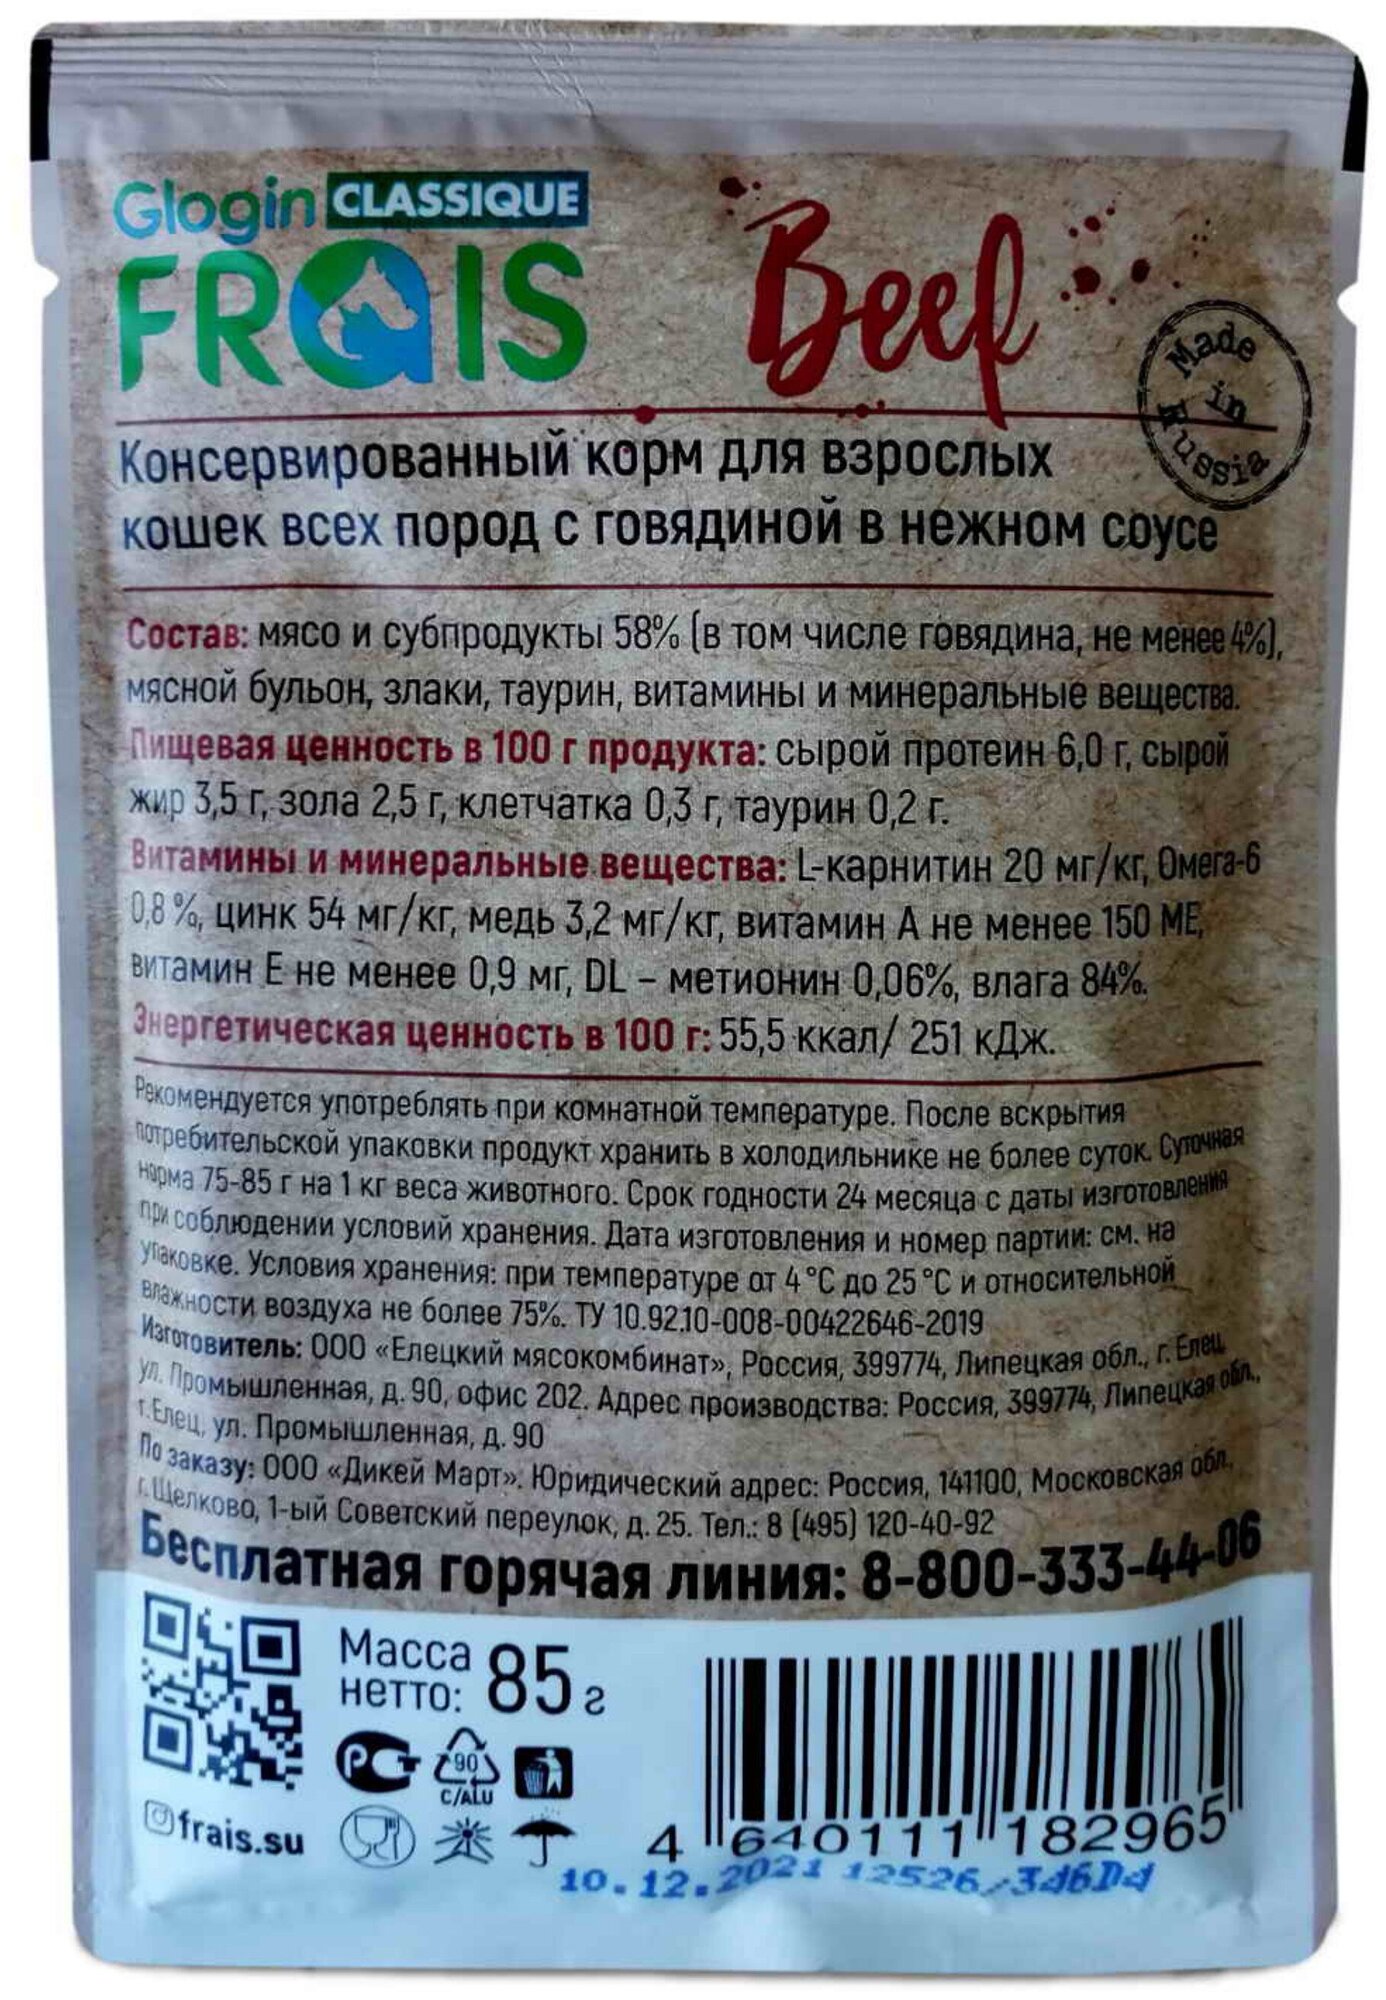 Glogin CLASSIQUE
FRAIS
Beef
Made
in
Russia
Консервированный корм для взрослых
кошек всех пород с говядиной в нежном соусе
Состав: мясо и субпродукты 58% (в том числе говядина, не менее 4%),
мясной бульон, злаки, таурин, витамины и минеральные вещества.
Пищевая ценность в 100 г продукта: сырой протеин 6,0 г, сырой
жир 3,5 г, зола 2,5 г, клетчатка 0,3 г, таурин 0,2 г.
Витамины и минеральные вещества: L-карнитин 20 мг/кг, Омега-6
0,8 %, цинк 54 мг/кг, медь 3,2 мг/кг, витамин А не менее 150 МЕ,
витамин Е не менее 0,9 мг, DL – метионин 0,06%, влага 84%.
Энергетическая ценность в 100 г: 55,5 ккал/ 251 кДж.
Рекомендуется употреблять при комнатной температуре. После вскрытия
потребительской упаковки продукт хранить в холодильнике не более суток. Суточная
норма 75-85 г на 1 кг веса животного. Срок годности 24 месяца с даты изготовления
при соблюдении условий хранения. Дата изготовления и номер партии: см. на
упаковке. Условия хранения: при температуре от 4 °С до 25 °С и относительной
влажности воздуха не более 75%. ТУ 10.92.10-008-00422646-2019
Изготовитель: ООО «Елецкий мясокомбинат», Россия, 399774, Липецкая обл., г. Елец,
ул. Промышленная, д. 90, офис 202. Адрес производства: Россия, 399774, Липецкая обл.,
г. Елец, ул. Промышленная, д. 90
По заказу: ООО «Дикей Март». Юридический адрес: Россия, 141100, Московская обл.,
г. Щелково, 1-ый Советский переулок, д. 25. Тел.: 8 (495) 120-40-92
Бесплатная горячая линия: 8-800-333-44-06
Масса
нетто: 85 г
РСТ
90
C/ALU
frais.su
4 640111 182965
10.12.2021 12526/346D4